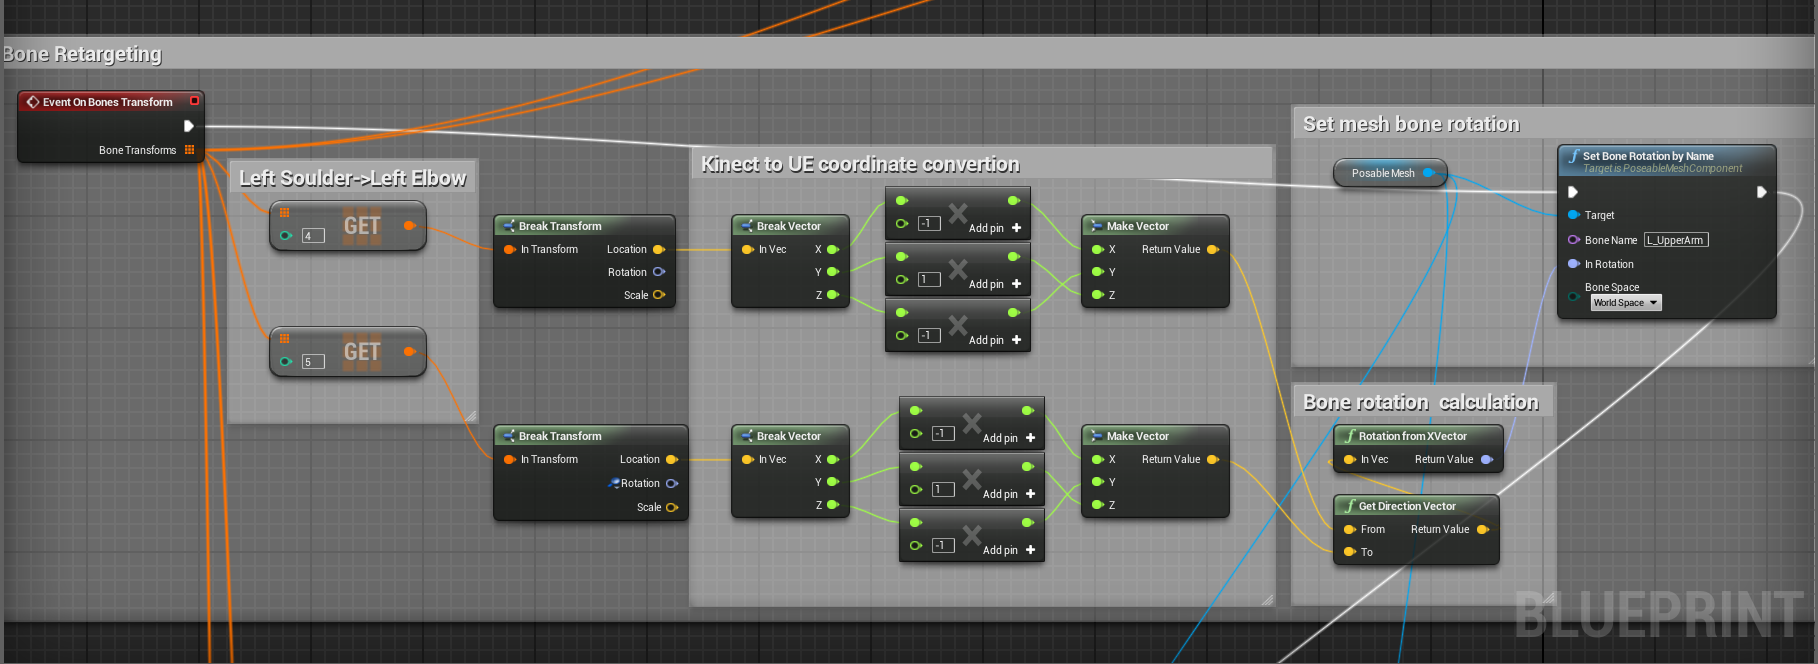 Bone Retargeting
Event On Bones Transform
Bone Transforms
Left Soulder->Left Elbow
4
GET
5
GET
Break Transform
In Transform Location
Rotation
Scale
Break Transform
In Transform Location
Rotation
Scale
Kinect to UE coordinate convertion
Break Vector
In Vec X
Y
Z
-1
Add pin +
1
Add pin +
-1
Add pin +
Make Vector
X Return Value
Y
Z
Break Vector
In Vec X
Y
Z
-1
Add pin +
1
Add pin +
-1
Add pin +
Make Vector
X Return Value
Y
Z
Set mesh bone rotation
Posable Mesh
f Set Bone Rotation by Name
Target is PoseableMeshComponent
Target
Bone Name L_UpperArm
In Rotation
Bone Space
World Space
Bone rotation calculation
f Rotation from XVector
In Vec Return Value
f Get Direction Vector
From Return Value
To
BLUEPRINT